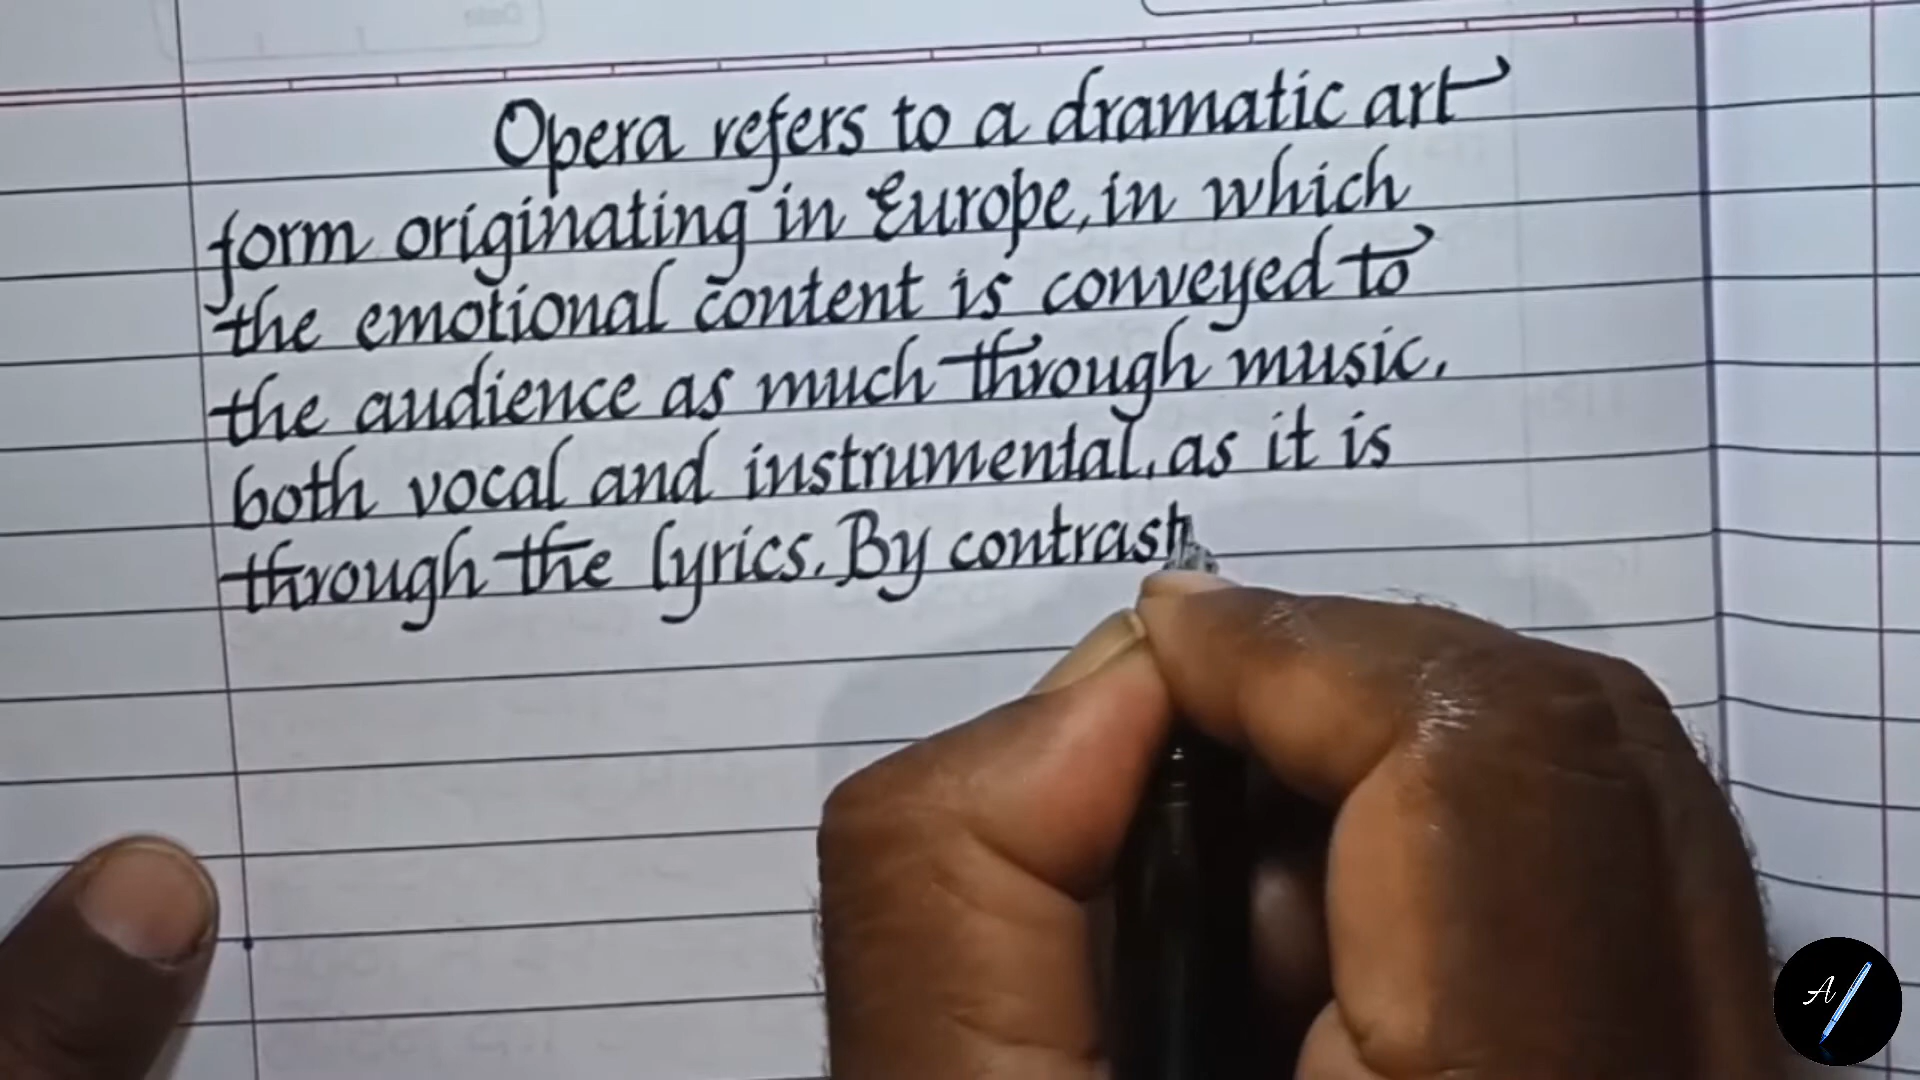 Opera refers to a dramatic art
form originating in Europe, in which
the emotional content is conveyed to
the audience as much through music,
both vocal and instrumental, as it is
through the lyrics. By contrast
A